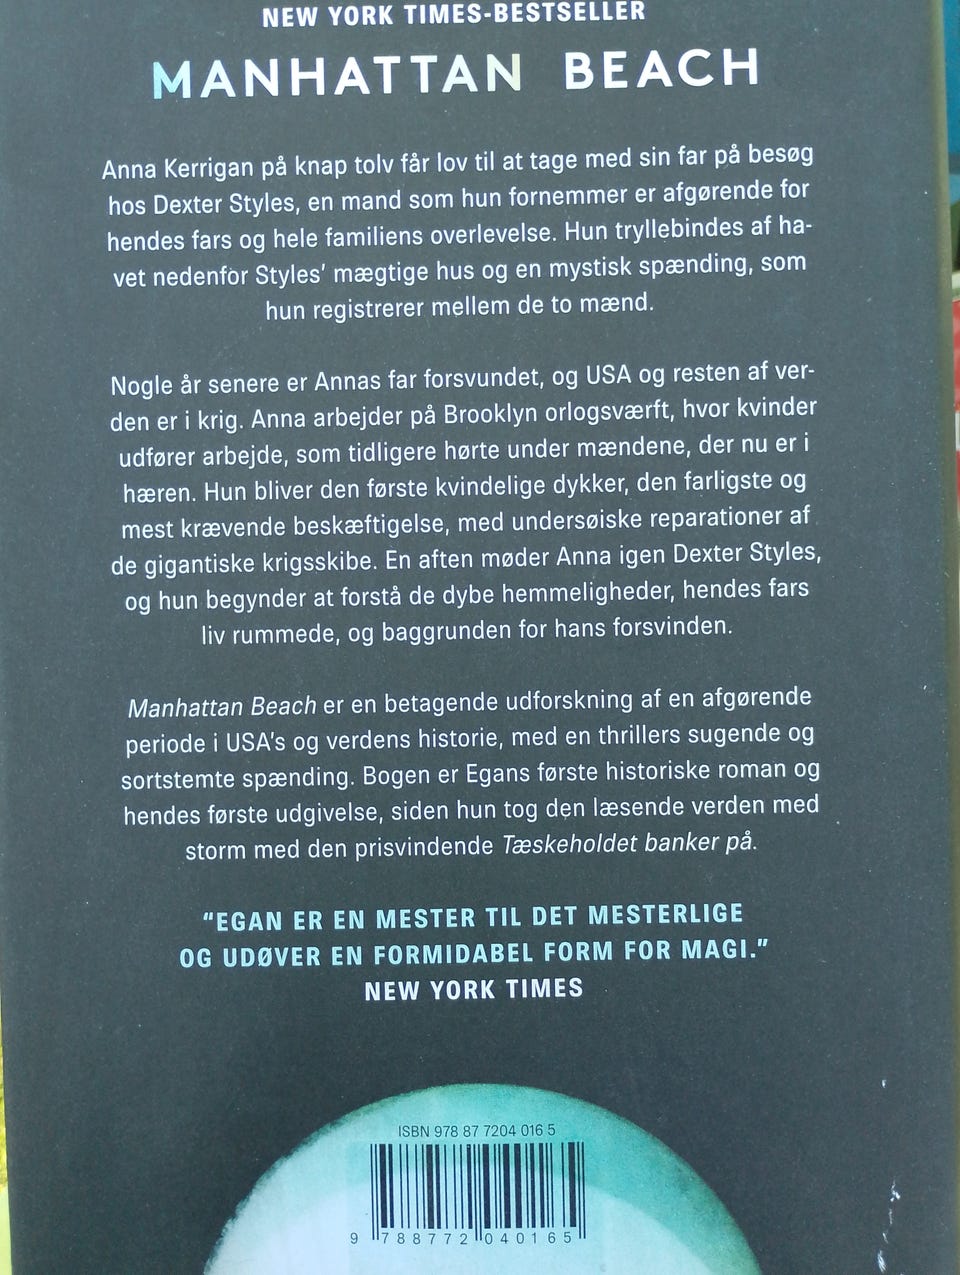 NEW YORK TIMES-BESTSELLER
MANHATTAN BEACH
Anna Kerrigan på knap tolv får lov til at tage med sin far på besøg
hos Dexter Styles, en mand som hun fornemmer er afgørende for
hendes fars og hele familiens overlevelse. Hun tryllebindes af ha-
vet nedenfor Styles' mægtige hus og en mystisk spænding, som
hun registrerer mellem de to mænd.
Nogle år senere er Annas far forsvundet, og USA og resten af ver-
den er i krig. Anna arbejder på Brooklyn orlogsværft, hvor kvinder
udfører arbejde, som tidligere hørte under mændene, der nu er i
hæren. Hun bliver den første kvindelige dykker, den farligste og
mest krævende beskæftigelse, med undersøiske reparationer af
de gigantiske krigsskibe. En aften møder Anna igen Dexter Styles,
og hun begynder at forstå de dybe hemmeligheder, hendes fars
liv rummede, og baggrunden for hans forsvinden.
Manhattan Beach er en betagende udforskning af en afgørende
periode i USA's og verdens historie, med en thrillers sugende og
sortstemte spænding. Bogen er Egans første historiske roman og
hendes første udgivelse, siden hun tog den læsende verden med
storm med den prisvindende Tæskeholdet banker på.
"EGAN ER EN MESTER TIL DET MESTERLIGE
OG UDØVER EN FORMIDABEL FORM FOR MAGI."
NEW YORK TIMES
ISBN 978 87 7204 016 5
9 788772 040165